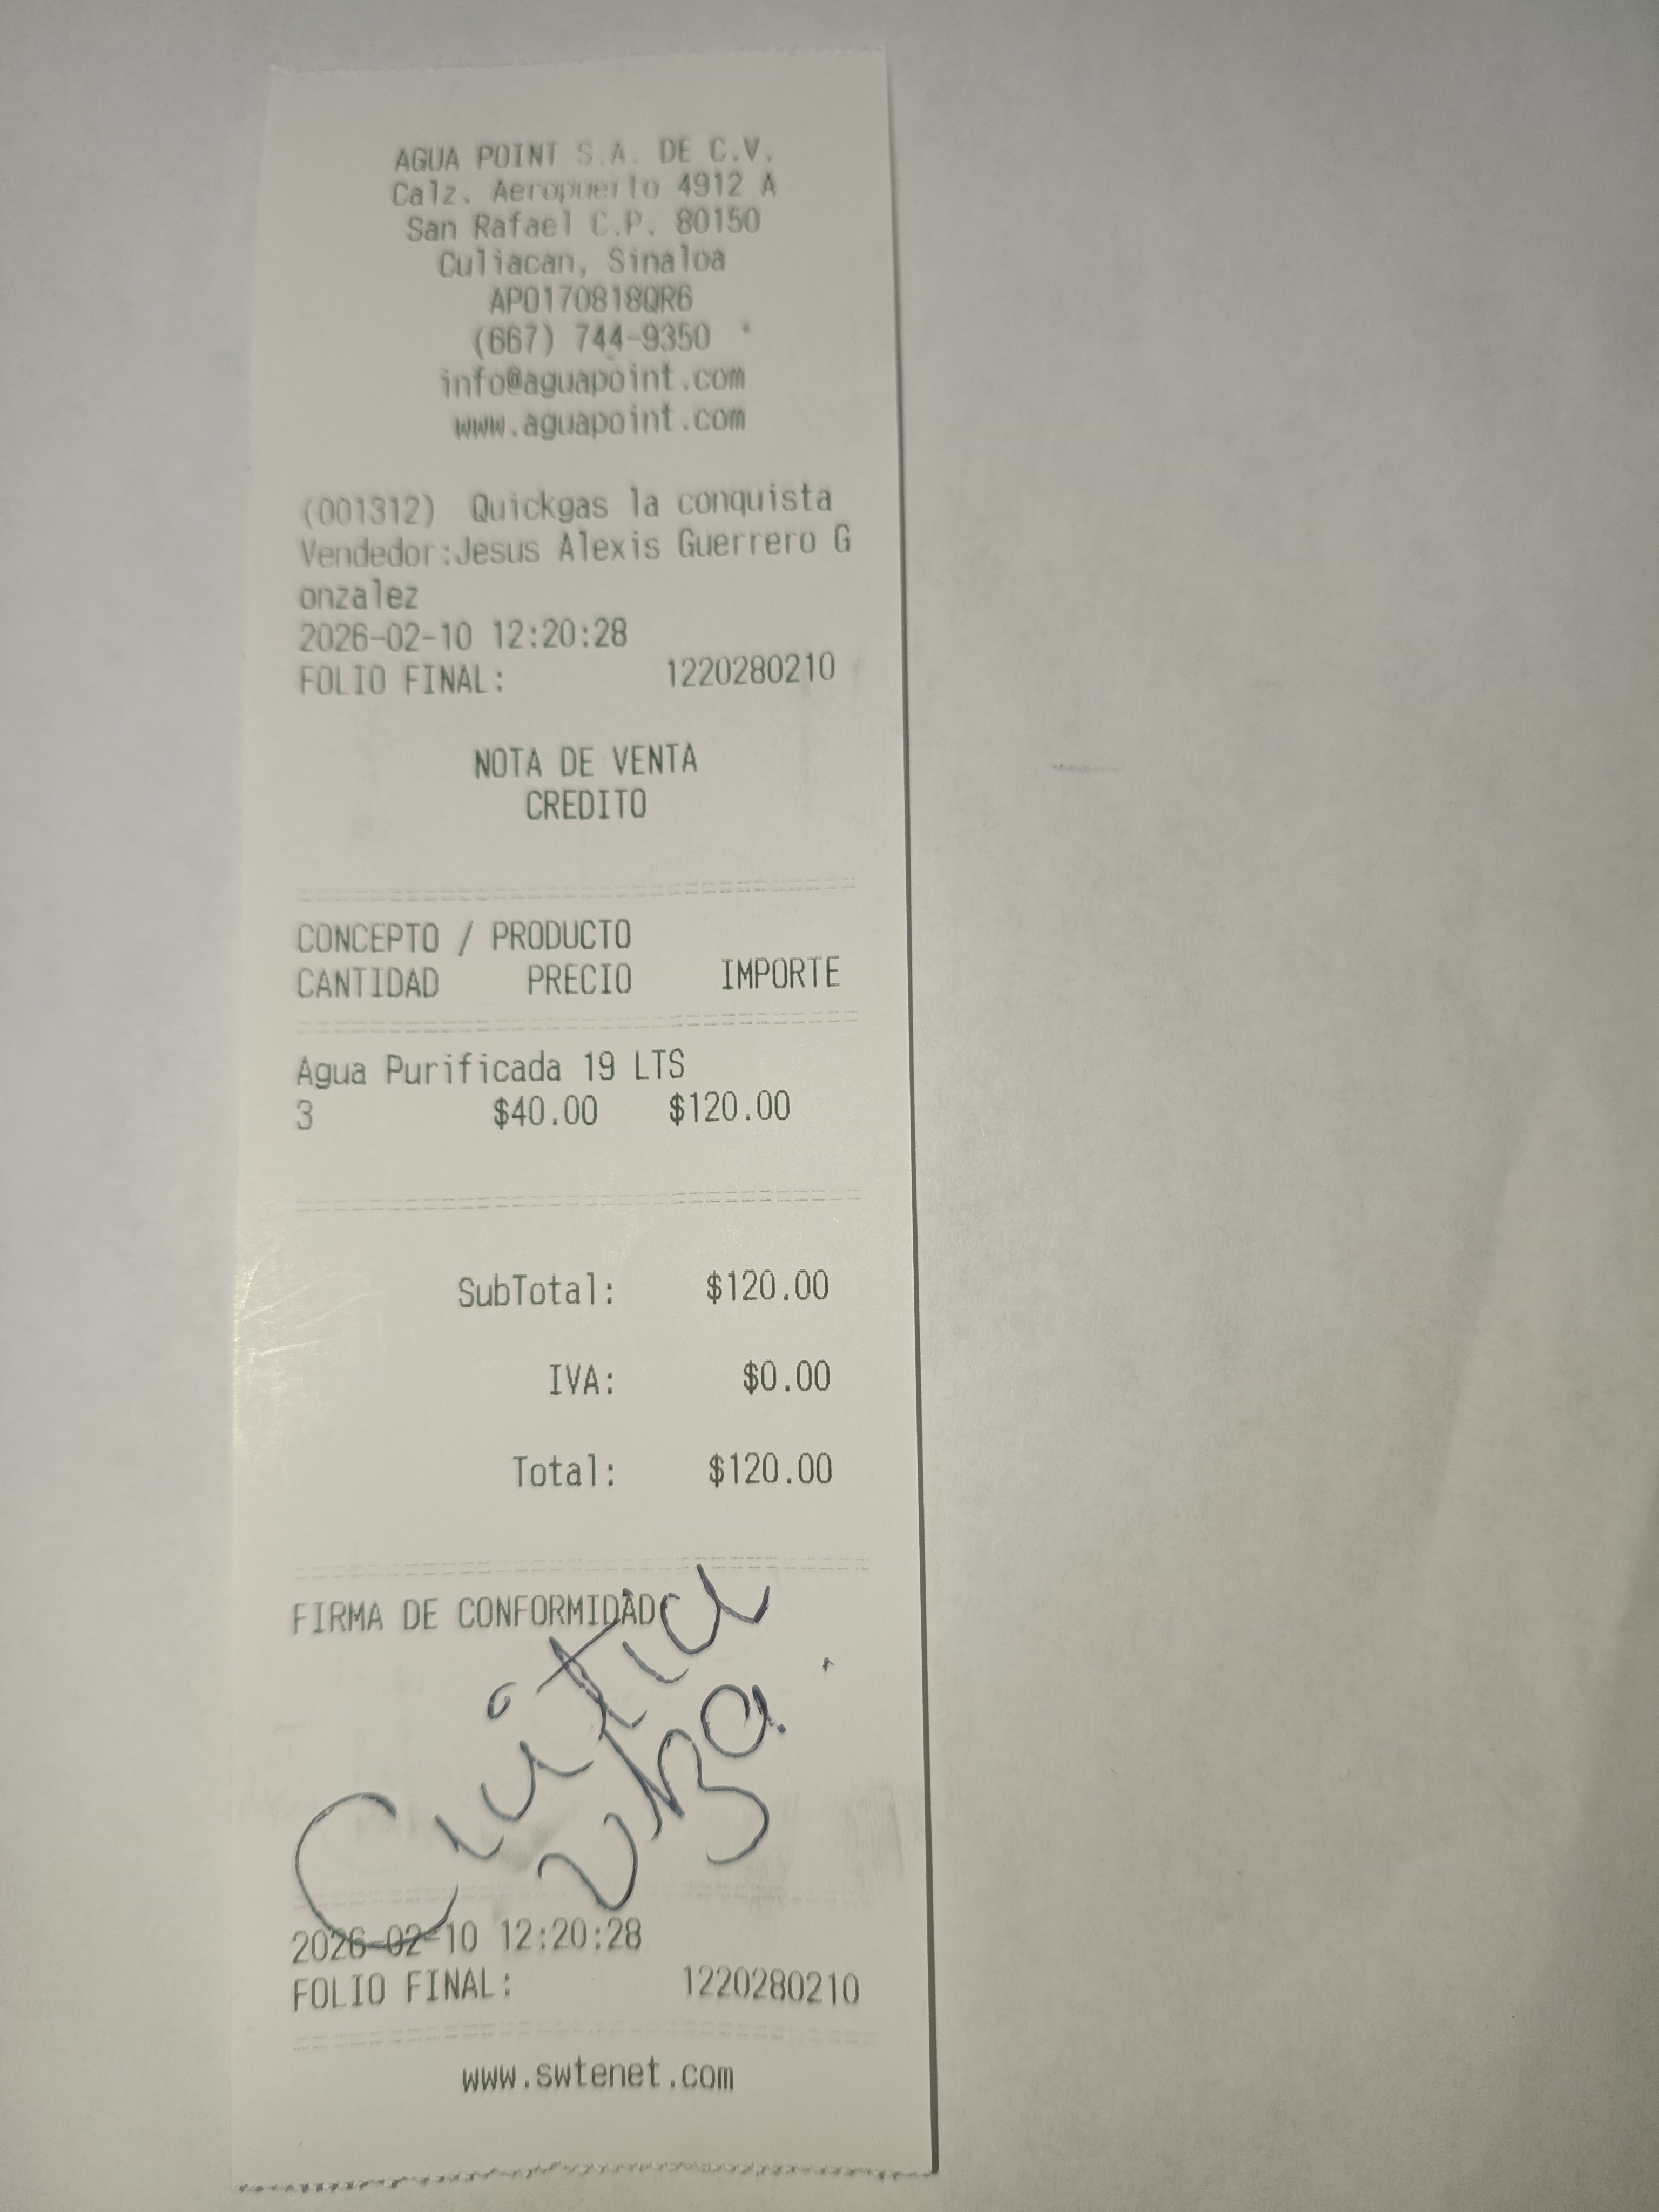 AGUA POINT S.A. DE C.V.
Calz. Aeropuerto 4912 A
San Rafael C.P. 80150
Culiacan, Sinaloa
APO170818QR6
(667) 744-9350
info@aguapoint.com
www.aguapoint.com
(001312) Quickgas la conquista
Vendedor:Jesus Alexis Guerrero G
onzalez
2026-02-10 12:20:28
FOLIO FINAL: 1220280210
NOTA DE VENTA
CREDITO
CONCEPTO / PRODUCTO
CANTIDAD PRECIO IMPORTE
Agua Purificada 19 LTS
3 $40.00 $120.00
SubTotal: $120.00
IVA: $0.00
Total: $120.00
FIRMA DE CONFORMIDAD
2026-02-10 12:20:28
FOLIO FINAL: 1220280210
www.swtenet.com